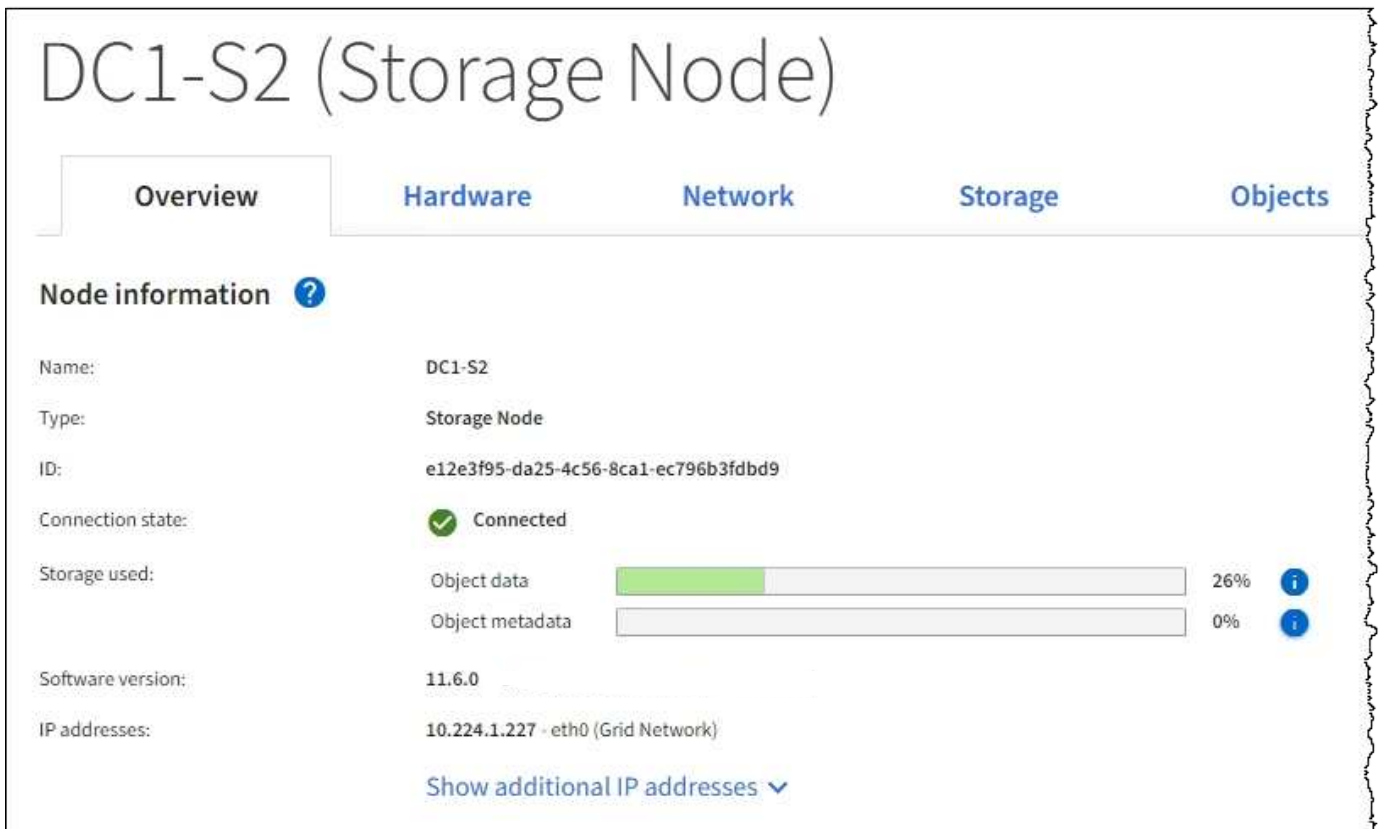 DC1-S2 (Storage Node)
Overview Hardware Network Storage Objects
Node information ?
Name: DC1-S2
Type: Storage Node
ID: e12e3f95-da25-4c56-8ca1-ec796b3fdbd9
Connection state: Connected
Storage used: Object data 26% i
Object metadata 0% i
Software version: 11.6.0
IP addresses: 10.224.1.227 - eth0 (Grid Network)
Show additional IP addresses